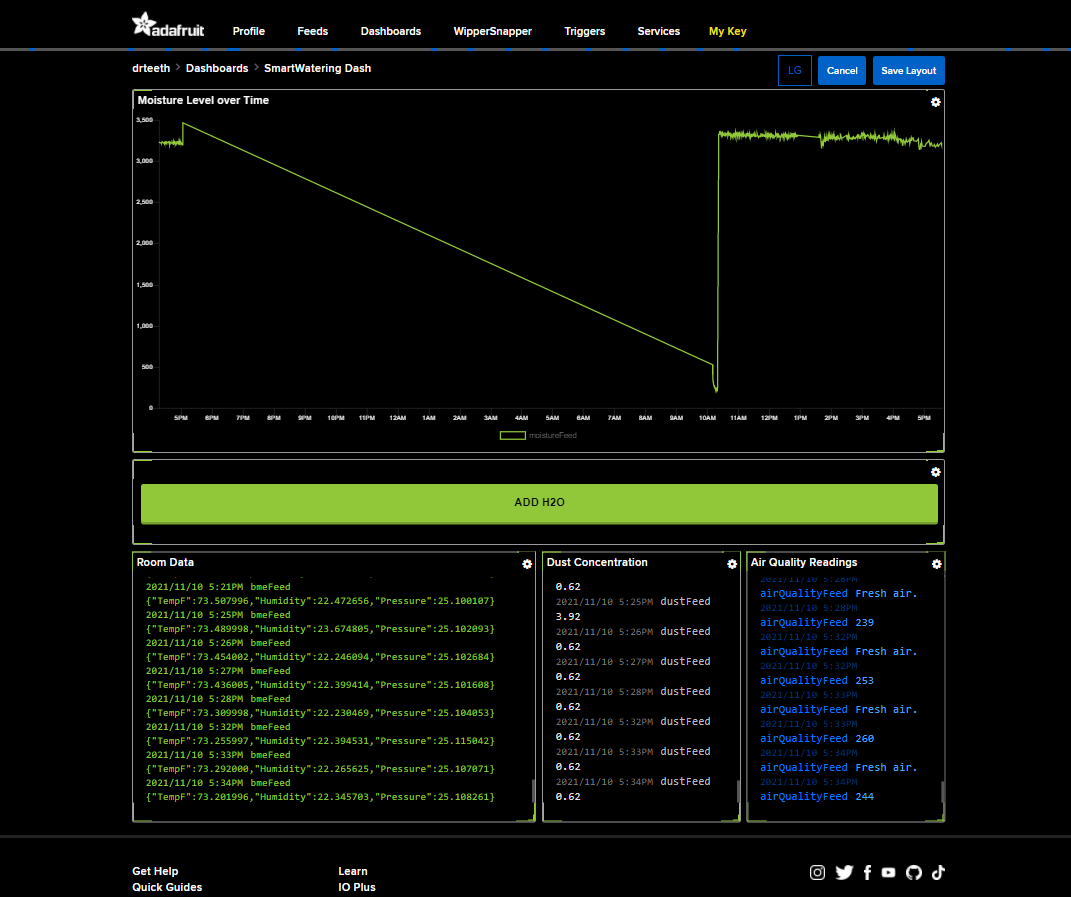 adafruit
Profile Feeds Dashboards WipperSnapper Triggers Services My Key
drteeth > Dashboards > SmartWatering Dash
LG Cancel Save Layout
Moisture Level over Time
3,500
3,000
2,500
2,000
1,500
1,000
500
0
5PM 6PM 7PM 8PM 9PM 10PM 11PM 12AM 1AM 2AM 3AM 4AM 5AM 6AM 7AM 8AM 9AM 10AM 11AM 12PM 1PM 2PM 3PM 4PM 5PM
moistureFeed
ADD H2O
Room Data
2021/11/10 5:21PM bmeFeed
{"TempF":73.507996,"Humidity":22.472656,"Pressure":25.100107}
2021/11/10 5:25PM bmeFeed
{"TempF":73.489998,"Humidity":23.674805,"Pressure":25.102093}
2021/11/10 5:26PM bmeFeed
{"TempF":73.454002,"Humidity":22.246094,"Pressure":25.102684}
2021/11/10 5:27PM bmeFeed
{"TempF":73.436005,"Humidity":22.399414,"Pressure":25.101608}
2021/11/10 5:28PM bmeFeed
{"TempF":73.309998,"Humidity":22.230469,"Pressure":25.104053}
2021/11/10 5:32PM bmeFeed
{"TempF":73.255997,"Humidity":22.394531,"Pressure":25.115042}
2021/11/10 5:33PM bmeFeed
{"TempF":73.292000,"Humidity":22.265625,"Pressure":25.107071}
2021/11/10 5:34PM bmeFeed
{"TempF":73.201996,"Humidity":22.345703,"Pressure":25.108261}
Dust Concentration
0.62
2021/11/10 5:25PM dustFeed
3.92
2021/11/10 5:26PM dustFeed
0.62
2021/11/10 5:27PM dustFeed
0.62
2021/11/10 5:28PM dustFeed
0.62
2021/11/10 5:32PM dustFeed
0.62
2021/11/10 5:33PM dustFeed
0.62
2021/11/10 5:34PM dustFeed
0.62
Air Quality Readings
2021/11/10 5:28PM
airQualityFeed Fresh air.
2021/11/10 5:28PM
airQualityFeed 239
2021/11/10 5:32PM
airQualityFeed Fresh air.
2021/11/10 5:32PM
airQualityFeed 253
2021/11/10 5:33PM
airQualityFeed Fresh air.
2021/11/10 5:33PM
airQualityFeed 260
2021/11/10 5:34PM
airQualityFeed Fresh air.
2021/11/10 5:34PM
airQualityFeed 244
Get Help
Quick Guides
Learn
IO Plus